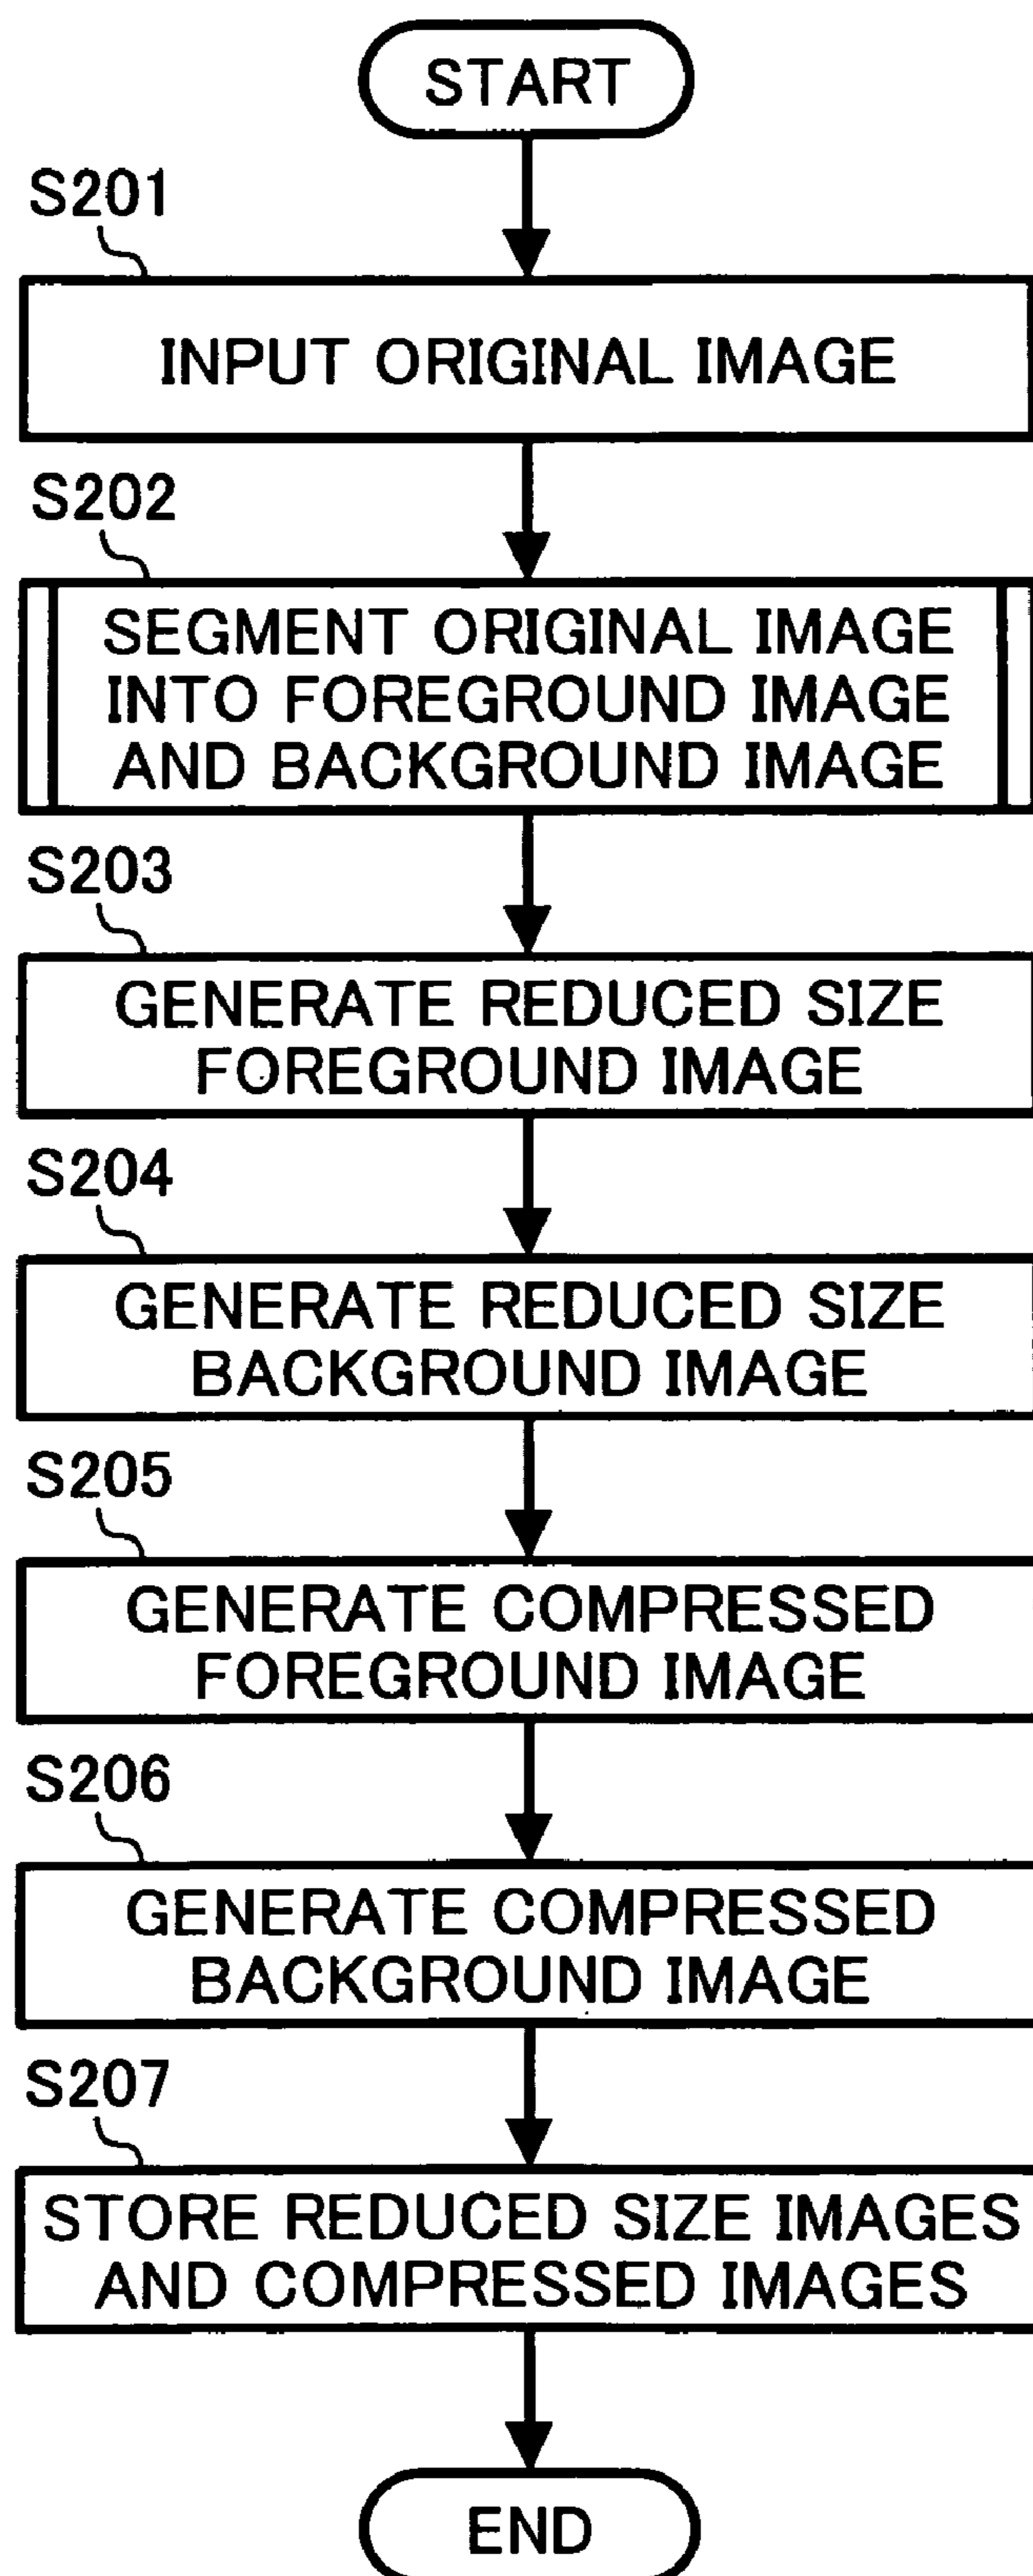 START
S201
INPUT ORIGINAL IMAGE
S202
SEGMENT ORIGINAL IMAGE
INTO FOREGROUND IMAGE
AND BACKGROUND IMAGE
S203
GENERATE REDUCED SIZE
FOREGROUND IMAGE
S204
GENERATE REDUCED SIZE
BACKGROUND IMAGE
S205
GENERATE COMPRESSED
FOREGROUND IMAGE
S206
GENERATE COMPRESSED
BACKGROUND IMAGE
S207
STORE REDUCED SIZE IMAGES
AND COMPRESSED IMAGES
END